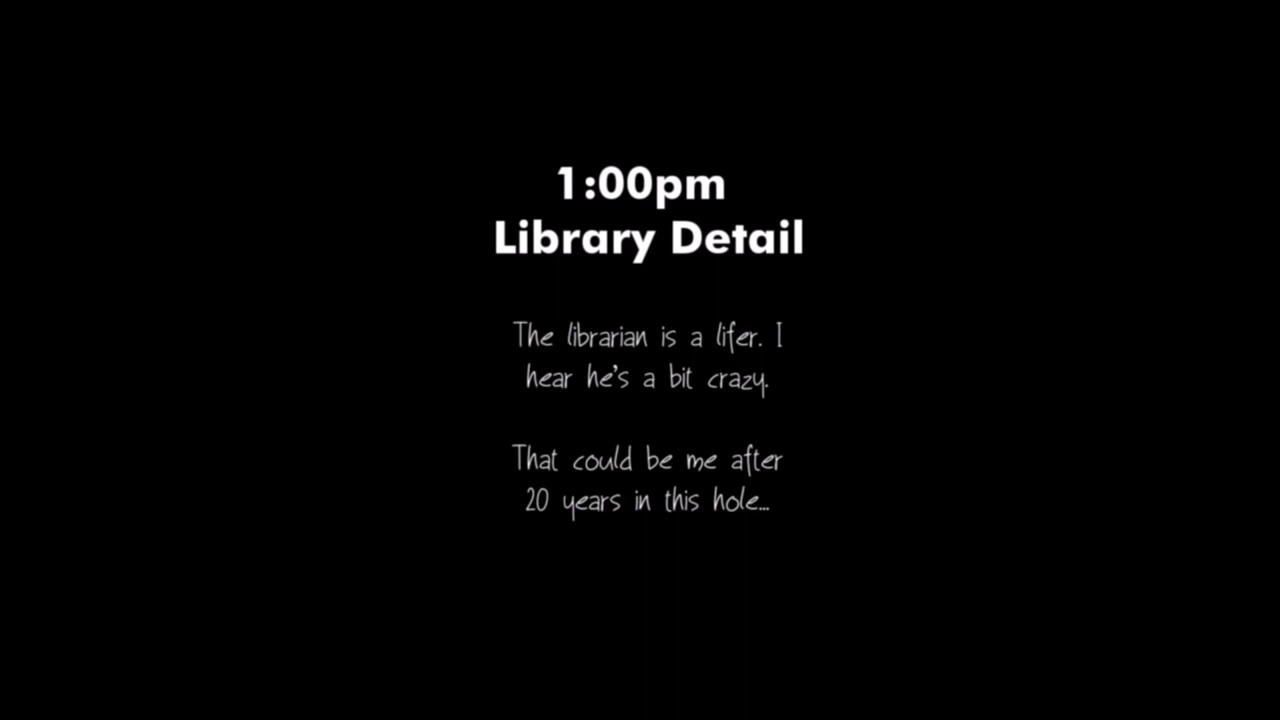 1:00pm
Library Detail
The librarian is a lifer. I
hear he's a bit crazy.
That could be me after
20 years in this hole...